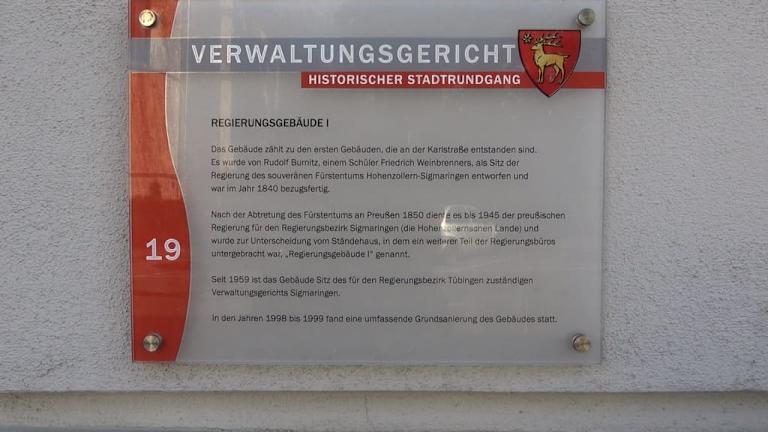 VERWALTUNGSGERICHT
HISTORISCHER STADTRUNDGANG
REGIERUNGSGEBÄUDE I
Das Gebäude zählt zu den ersten Gebäuden, die an der Karlstraße entstanden sind.
Es wurde von Rudolf Burnitz, einem Schüler Friedrich Weinbrenners, als Sitz der
Regierung des souveränen Fürstentums Hohenzollern-Sigmaringen entworfen und
war im Jahr 1840 bezugsfertig.
Nach der Abtretung des Fürstentums an Preußen 1850 diente es bis 1945 der preußischen
Regierung für den Regierungsbezirk Sigmaringen (die Hohenzollernschen Lande) und
wurde zur Unterscheidung vom Ständehaus, in dem ein weiterer Teil der Regierungsbüros
untergebracht war, „Regierungsgebäude I" genannt.
19
Seit 1959 ist das Gebäude Sitz des für den Regierungsbezirk Tübingen zuständigen
Verwaltungsgerichts Sigmaringen.
In den Jahren 1998 bis 1999 fand eine umfassende Grundsanierung des Gebäudes statt.